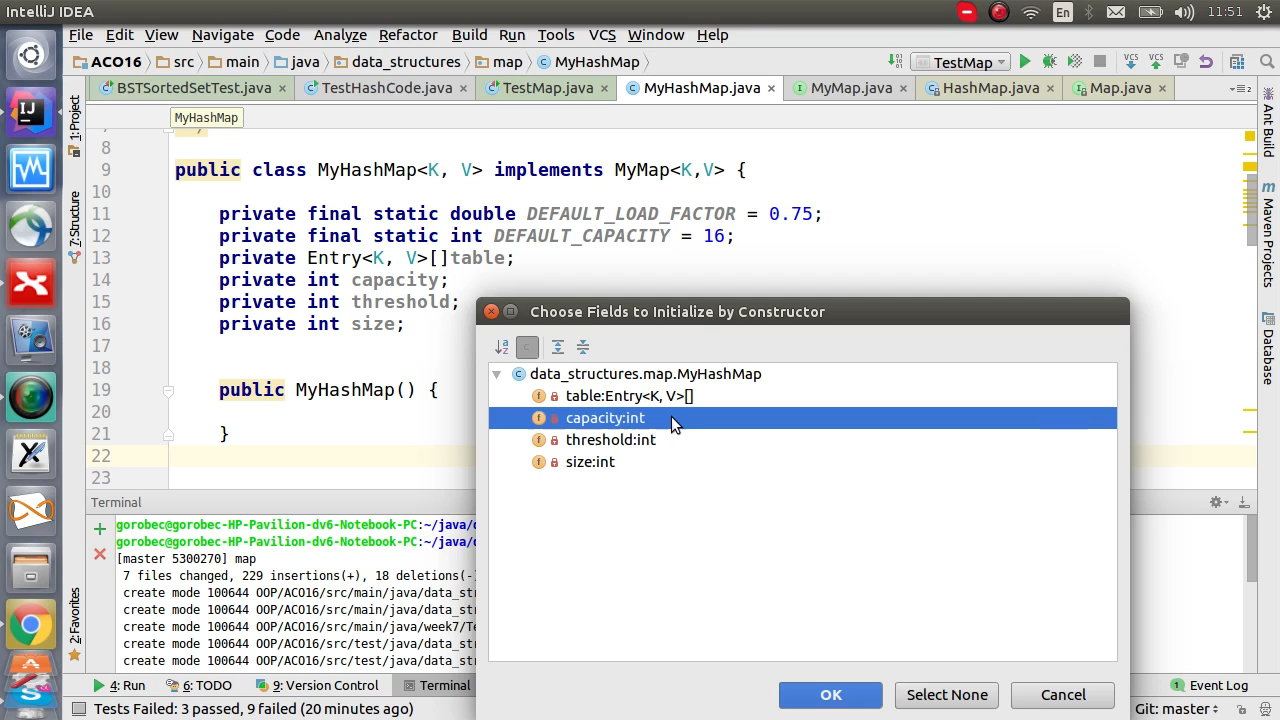 IntelliJ IDEA
En
11:51
File Edit View Navigate Code Analyze Refactor Build Run Tools VCS Window Help
ACO16 src main java data_structures map MyHashMap
TestMap
VCS VCS
BSTSortedSetTest.java TestHashCode.java TestMap.java MyHashMap.java MyMap.java HashMap.java Map.java
MyHashMap
8
9 public class MyHashMap<K, V> implements MyMap<K,V> {
10
11 private final static double DEFAULT_LOAD_FACTOR = 0.75;
12 private final static int DEFAULT_CAPACITY = 16;
13 private Entry<K, V>[]table;
14 private int capacity;
15 private int threshold;
16 private int size;
17
18
19 public MyHashMap() {
20
21 }
22
23
1: Project
7: Structure
2: Favorites
Ant Build
Maven Projects
Database
Choose Fields to Initialize by Constructor
data_structures.map.MyHashMap
table:Entry<K, V>[]
capacity:int
threshold:int
size:int
OK Select None Cancel
Terminal
gorobec@gorobec-HP-Pavilion-dv6-Notebook-PC:~/java/
gorobec@gorobec-HP-Pavilion-dv6-Notebook-PC:~/java/
[master 5300270] map
7 files changed, 229 insertions(+), 18 deletions(-
create mode 100644 OOP/ACO16/src/main/java/data_st
create mode 100644 OOP/ACO16/src/main/java/data_st
create mode 100644 OOP/ACO16/src/main/java/week7/Te
create mode 100644 OOP/ACO16/src/test/java/data_st
create mode 100644 OOP/ACO16/src/test/java/data_st
4: Run 6: TODO 9: Version Control Terminal
1 Event Log
Tests Failed: 3 passed, 9 failed (20 minutes ago)
Git: master